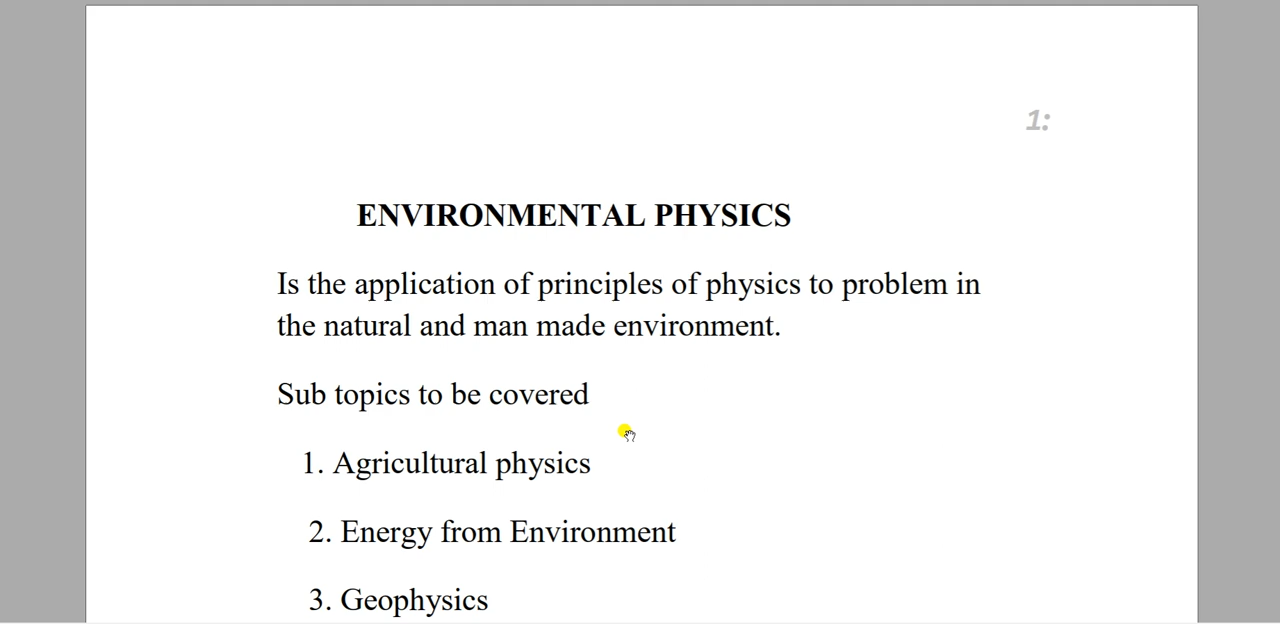 1:
ENVIRONMENTAL PHYSICS
Is the application of principles of physics to problem in
the natural and man made environment.
Sub topics to be covered
1. Agricultural physics
2. Energy from Environment
3. Geophysics